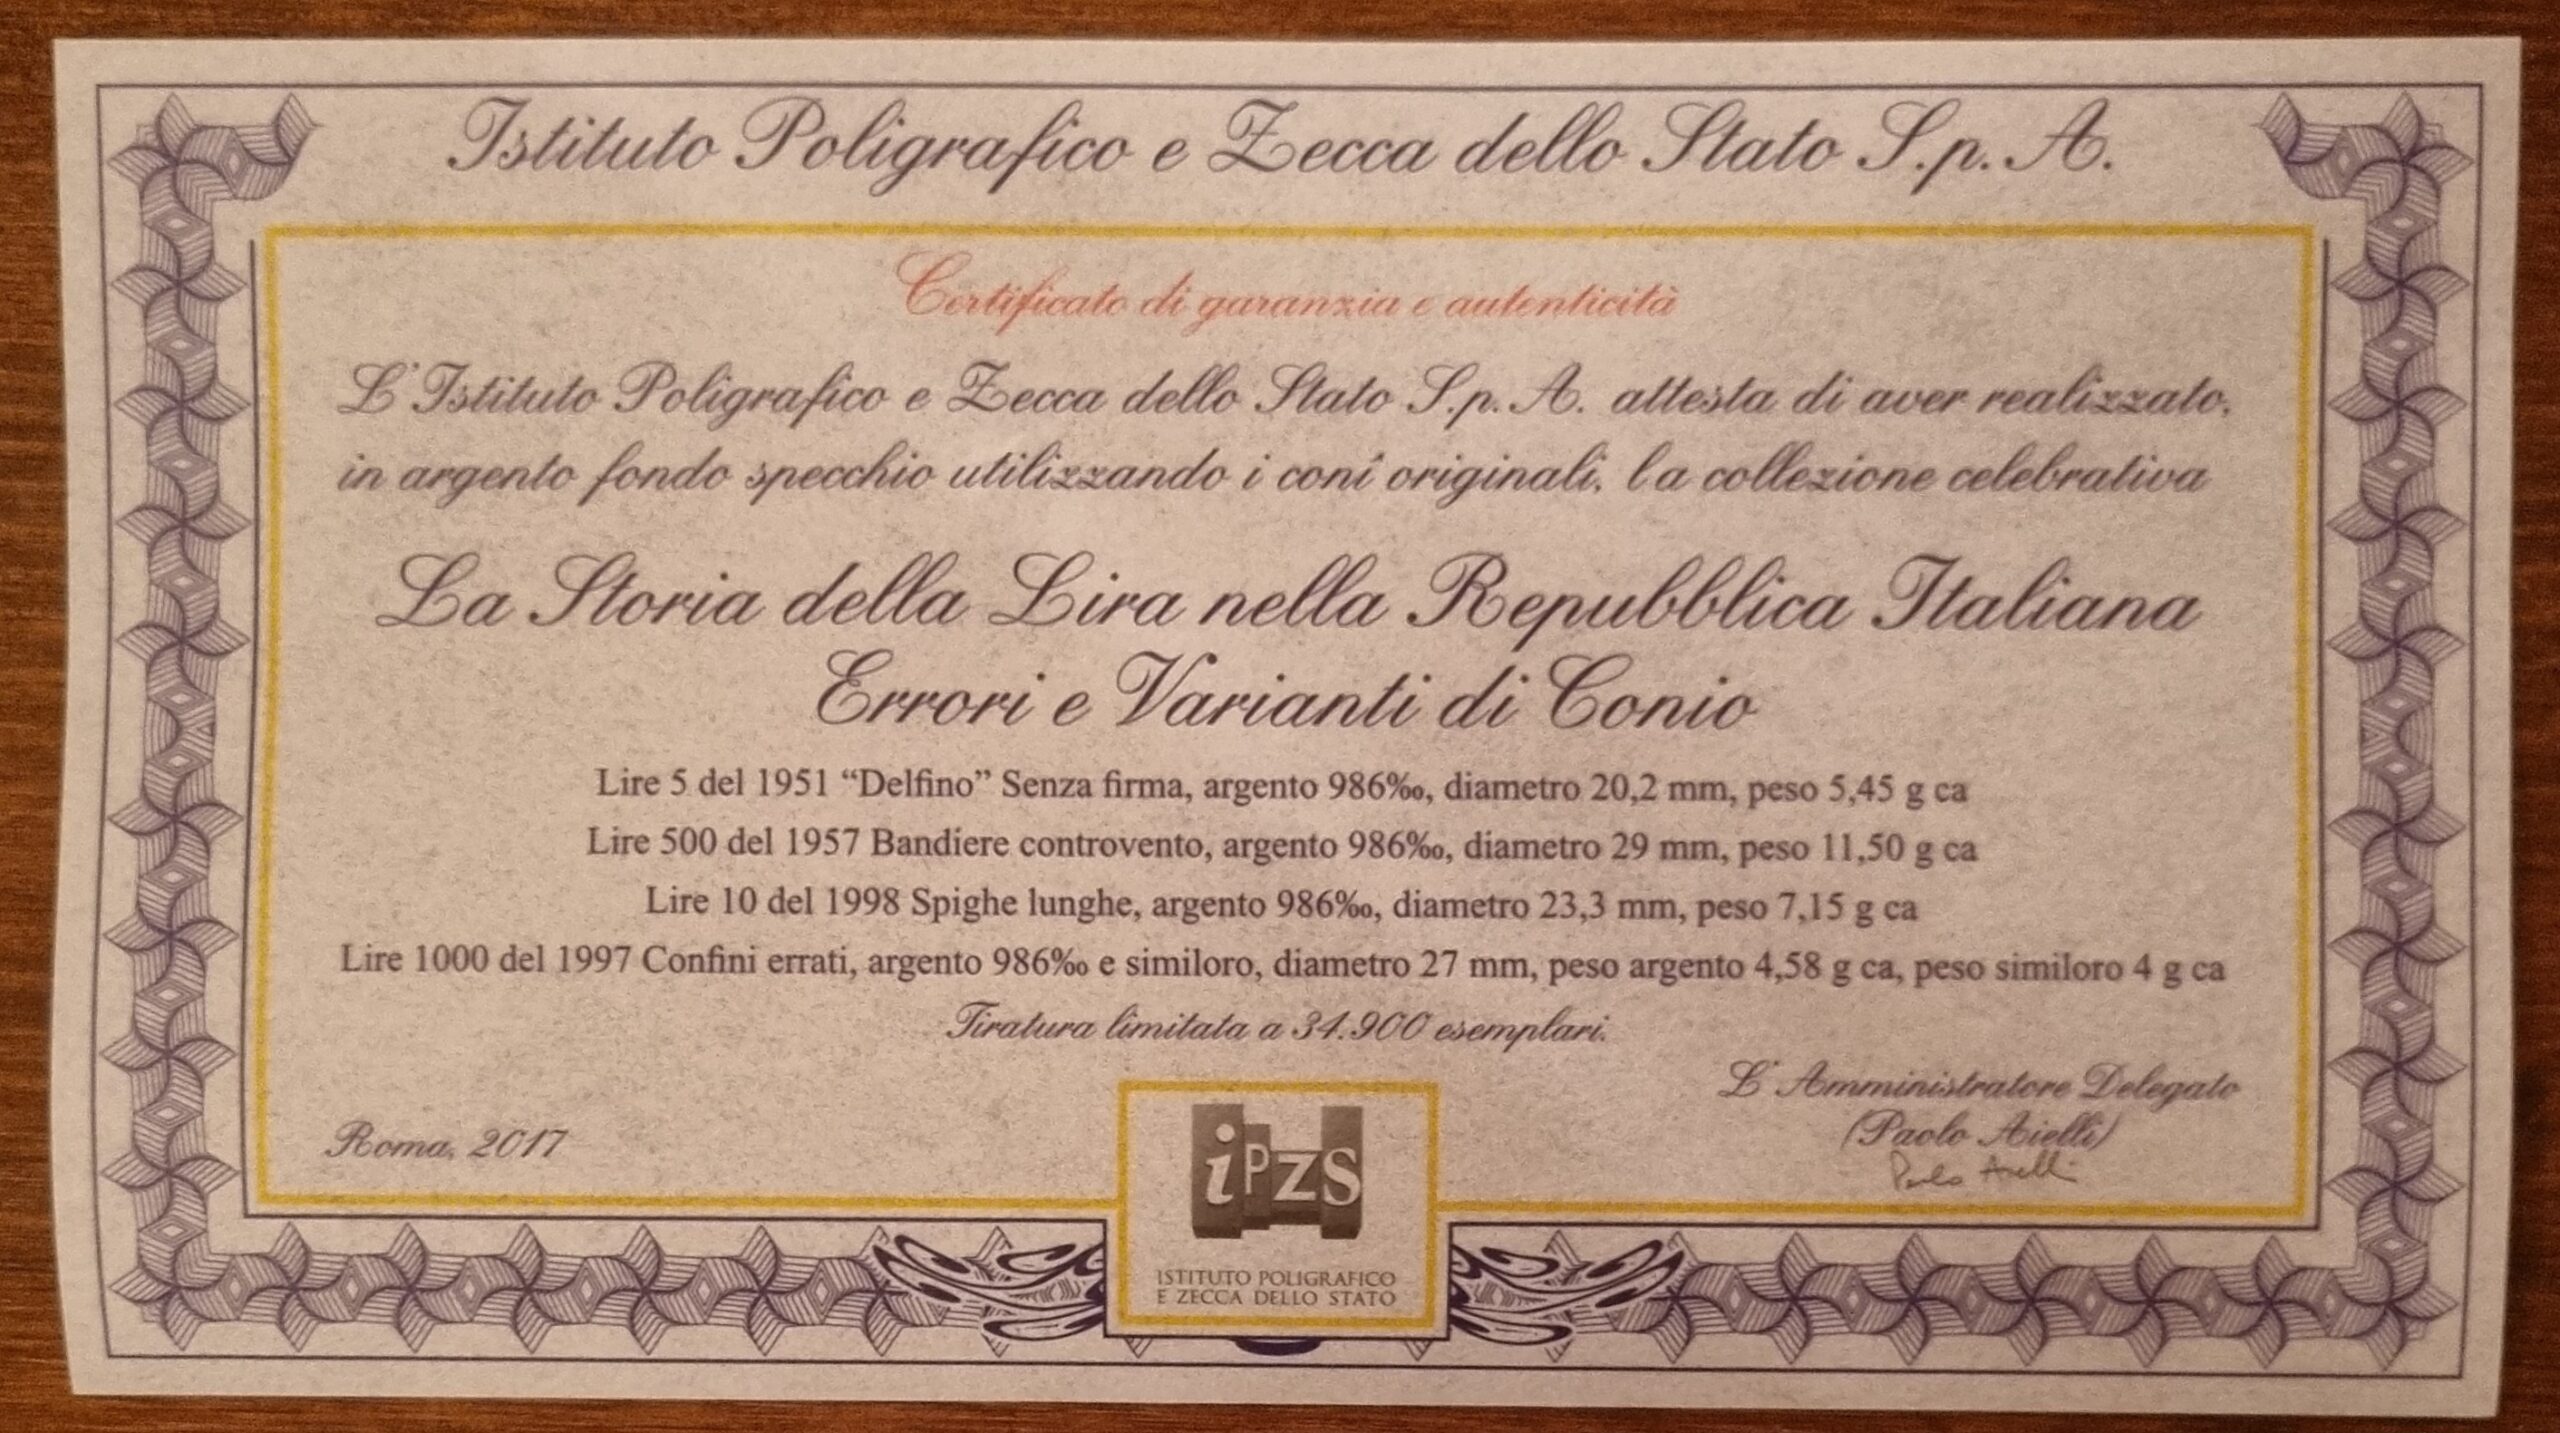 Istituto Poligrafico e Zecca dello Stato S.p.A.
Certificato di garanzia e autenticità
L'Istituto Poligrafico e Zecca dello Stato S.p.A. attesta di aver realizzato,
in argento fondo specchio utilizzando i coni originali, la collezione celebrativa
La Storia della Lira nella Repubblica Italiana
Errori e Varianti di Conio
Lire 5 del 1951 “Delfino” Senza firma, argento 986‰, diametro 20,2 mm, peso 5,45 g ca
Lire 500 del 1957 Bandiere controvento, argento 986‰, diametro 29 mm, peso 11,50 g ca
Lire 10 del 1998 Spighe lunghe, argento 986‰, diametro 23,3 mm, peso 7,15 g ca
Lire 1000 del 1997 Confini errati, argento 986‰ e similoro, diametro 27 mm, peso argento 4,58 g ca, peso similoro 4 g ca
Tiratura limitata a 34.900 esemplari.
L'Amministratore Delegato
(Paolo Aielli)
Paolo Aielli
Roma, 2017
iPZS
ISTITUTO POLIGRAFICO
E ZECCA DELLO STATO